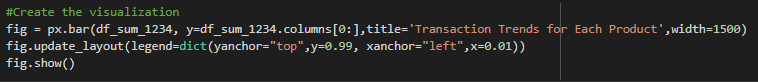 #Create the visualization
fig = px.bar(df_sum_1234, y=df_sum_1234.columns[0:],title='Transaction Trends for Each Product',width=1500)
fig.update_layout(legend=dict(yanchor="top",y=0.99, xanchor="left",x=0.01))
fig.show()